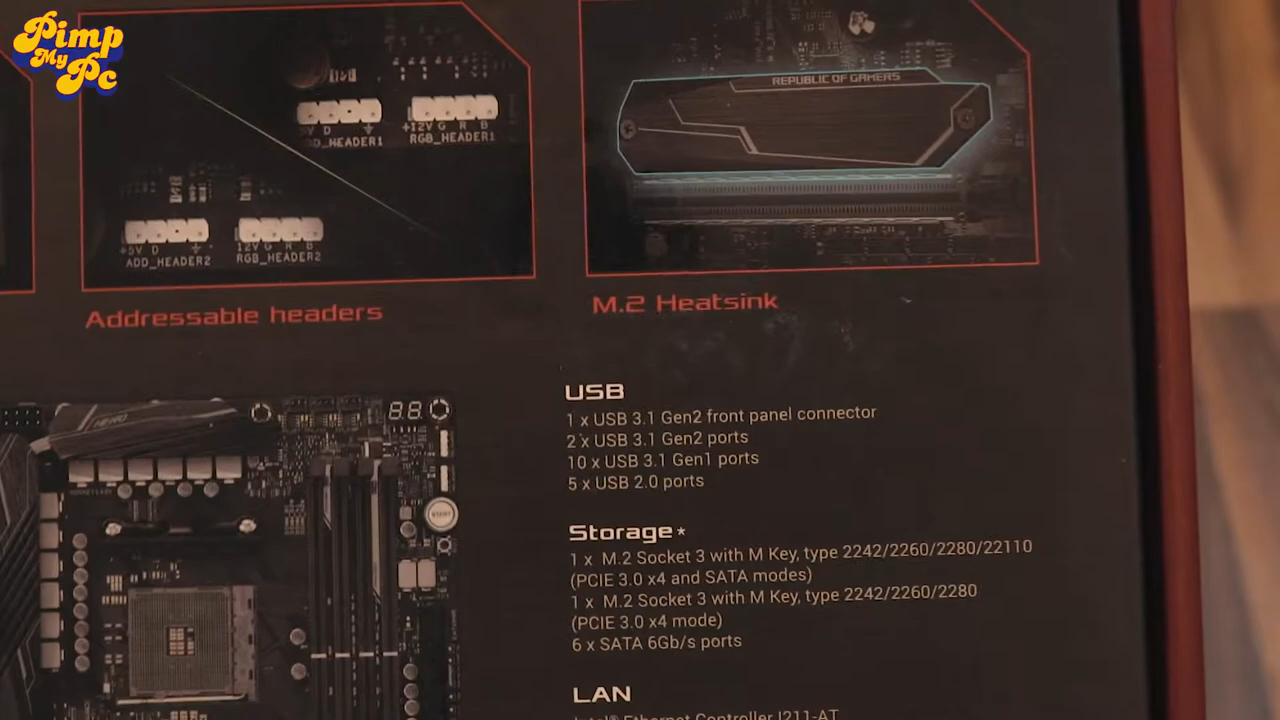 Pimp
My
Pc
REPUBLIC OF GAMERS
+12V G R B
RGB_HEADER1
5V D
D_HEADER1
+5V D
ADD_HEADER2
12V G R B
RGB_HEADER2
Addressable headers
M.2 Heatsink
HERO
88
START
USB
1 x USB 3.1 Gen2 front panel connector
2 x USB 3.1 Gen2 ports
10 x USB 3.1 Gen1 ports
5 x USB 2.0 ports
Storage*
1 x M.2 Socket 3 with M Key, type 2242/2260/2280/22110
(PCIE 3.0 x4 and SATA modes)
1 x M.2 Socket 3 with M Key, type 2242/2260/2280
(PCIE 3.0 x4 mode)
6 x SATA 6Gb/s ports
LAN
Intel® Ethernet Controller I211-AT